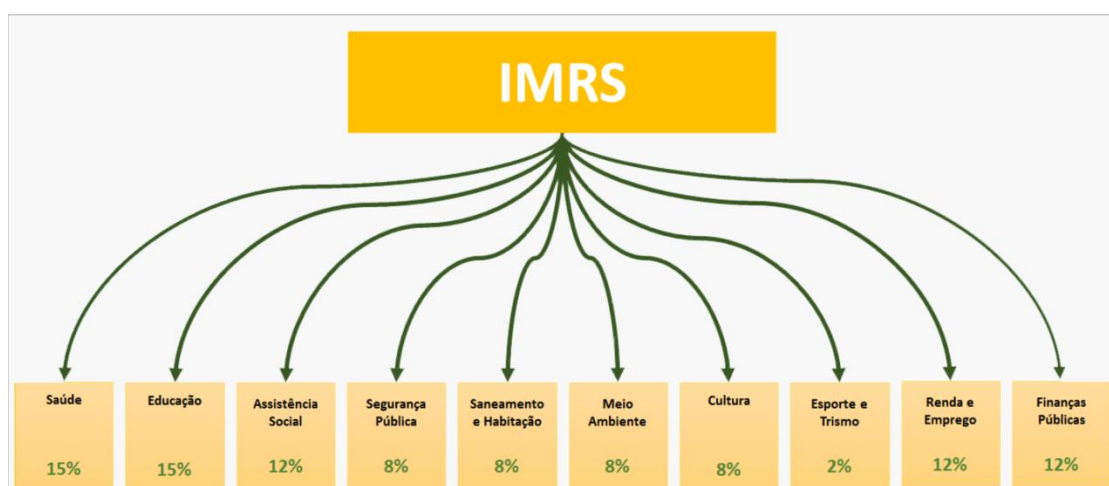 IMRS
Saúde
15%
Educação
15%
Assistência
Social
12%
Segurança
Pública
8%
Saneamento
e Habitação
8%
Meio
Ambiente
8%
Cultura
8%
Esporte e
Trismo
2%
Renda e
Emprego
12%
Finanças
Públicas
12%